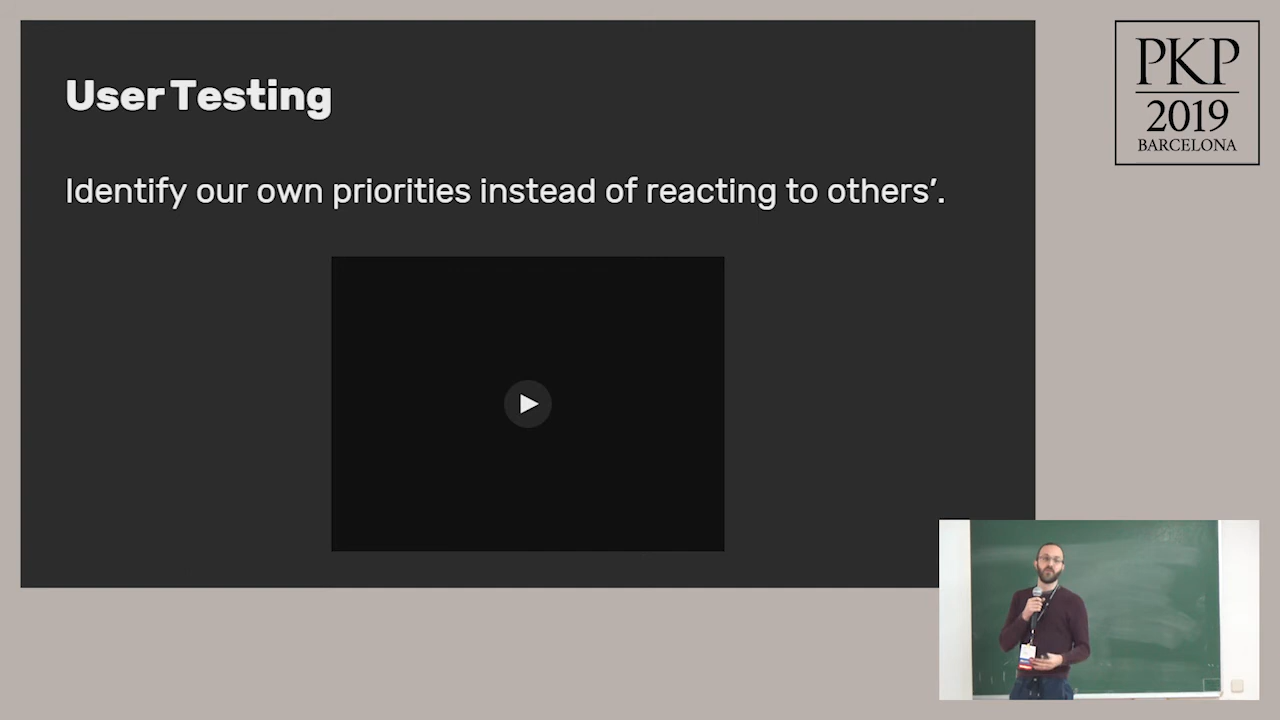 User Testing
Identify our own priorities instead of reacting to others’.
PKP
2019
BARCELONA